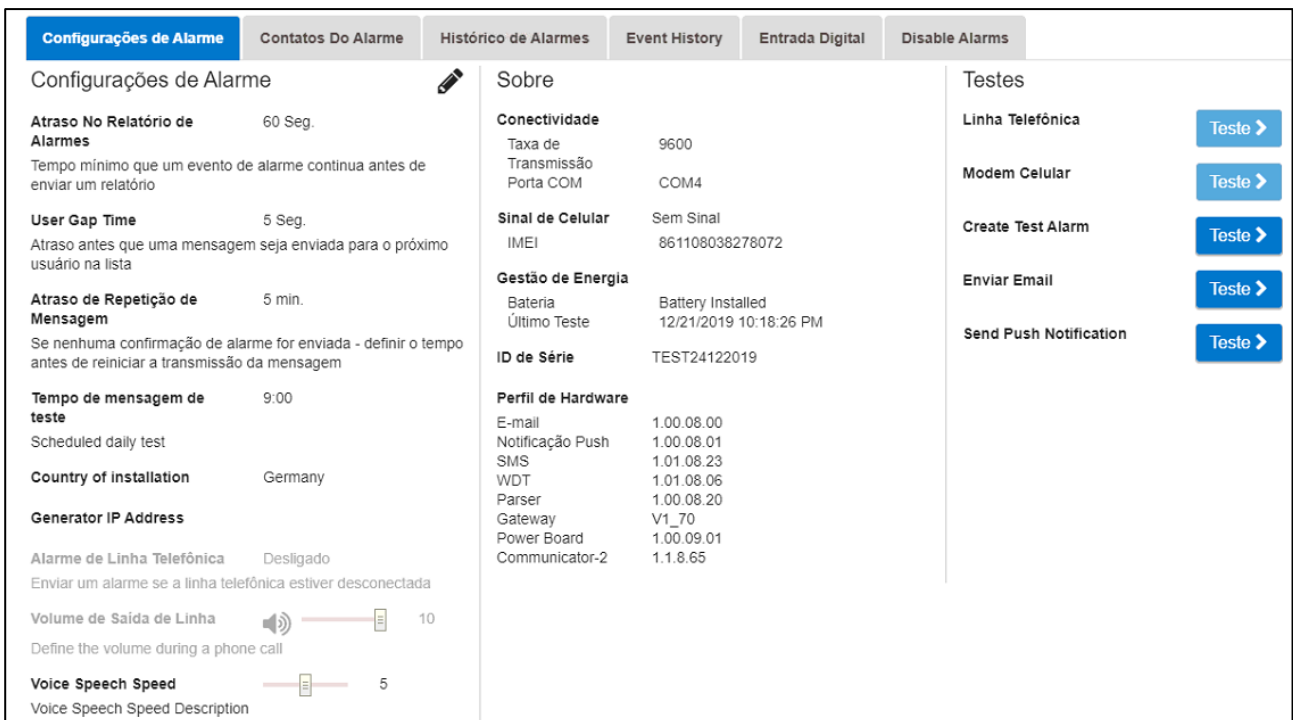 Configurações de Alarme
Contatos Do Alarme
Histórico de Alarmes
Event History
Entrada Digital
Disable Alarms
Configurações de Alarme
Atraso No Relatório de 60 Seg.
Alarmes
Tempo mínimo que um evento de alarme continua antes de
enviar um relatório
User Gap Time 5 Seg.
Atraso antes que uma mensagem seja enviada para o próximo
usuário na lista
Atraso de Repetição de 5 min.
Mensagem
Se nenhuma confirmação de alarme for enviada - definir o tempo
antes de reiniciar a transmissão da mensagem
Tempo de mensagem de 9:00
teste
Scheduled daily test
Country of installation Germany
Generator IP Address
Alarme de Linha Telefônica Desligado
Enviar um alarme se a linha telefônica estiver desconectada
Volume de Saída de Linha 10
Define the volume during a phone call
Voice Speech Speed 5
Voice Speech Speed Description
Sobre
Conectividade
Taxa de 9600
Transmissão
Porta COM COM4
Sinal de Celular Sem Sinal
IMEI 861108038278072
Gestão de Energia
Bateria Battery Installed
Último Teste 12/21/2019 10:18:26 PM
ID de Série TEST24122019
Perfil de Hardware
E-mail 1.00.08.00
Notificação Push 1.00.08.01
SMS 1.01.08.23
WDT 1.01.08.06
Parser 1.00.08.20
Gateway V1_70
Power Board 1.00.09.01
Communicator-2 1.1.8.65
Testes
Linha Telefônica Teste
Modem Celular Teste
Create Test Alarm Teste
Enviar Email Teste
Send Push Notification Teste